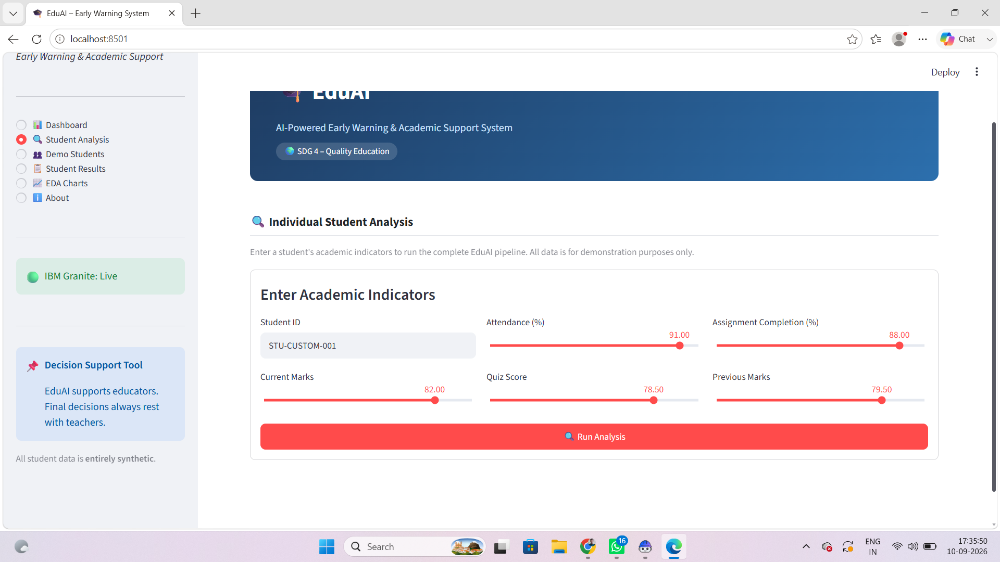 EduAI – Early Warning System
localhost:8501
Chat
Early Warning & Academic Support
Dashboard
Student Analysis
Demo Students
Student Results
EDA Charts
About
IBM Granite: Live
Decision Support Tool
EduAI supports educators.
Final decisions always rest
with teachers.
All student data is entirely synthetic.
Deploy
EduAI
AI-Powered Early Warning & Academic Support System
SDG 4 – Quality Education
Individual Student Analysis
Enter a student's academic indicators to run the complete EduAI pipeline. All data is for demonstration purposes only.
Enter Academic Indicators
Student ID
STU-CUSTOM-001
Attendance (%)
91.00
Assignment Completion (%)
88.00
Current Marks
82.00
Quiz Score
78.50
Previous Marks
79.50
Run Analysis
Search
16
ENG
IN
17:35:50
10-09-2026